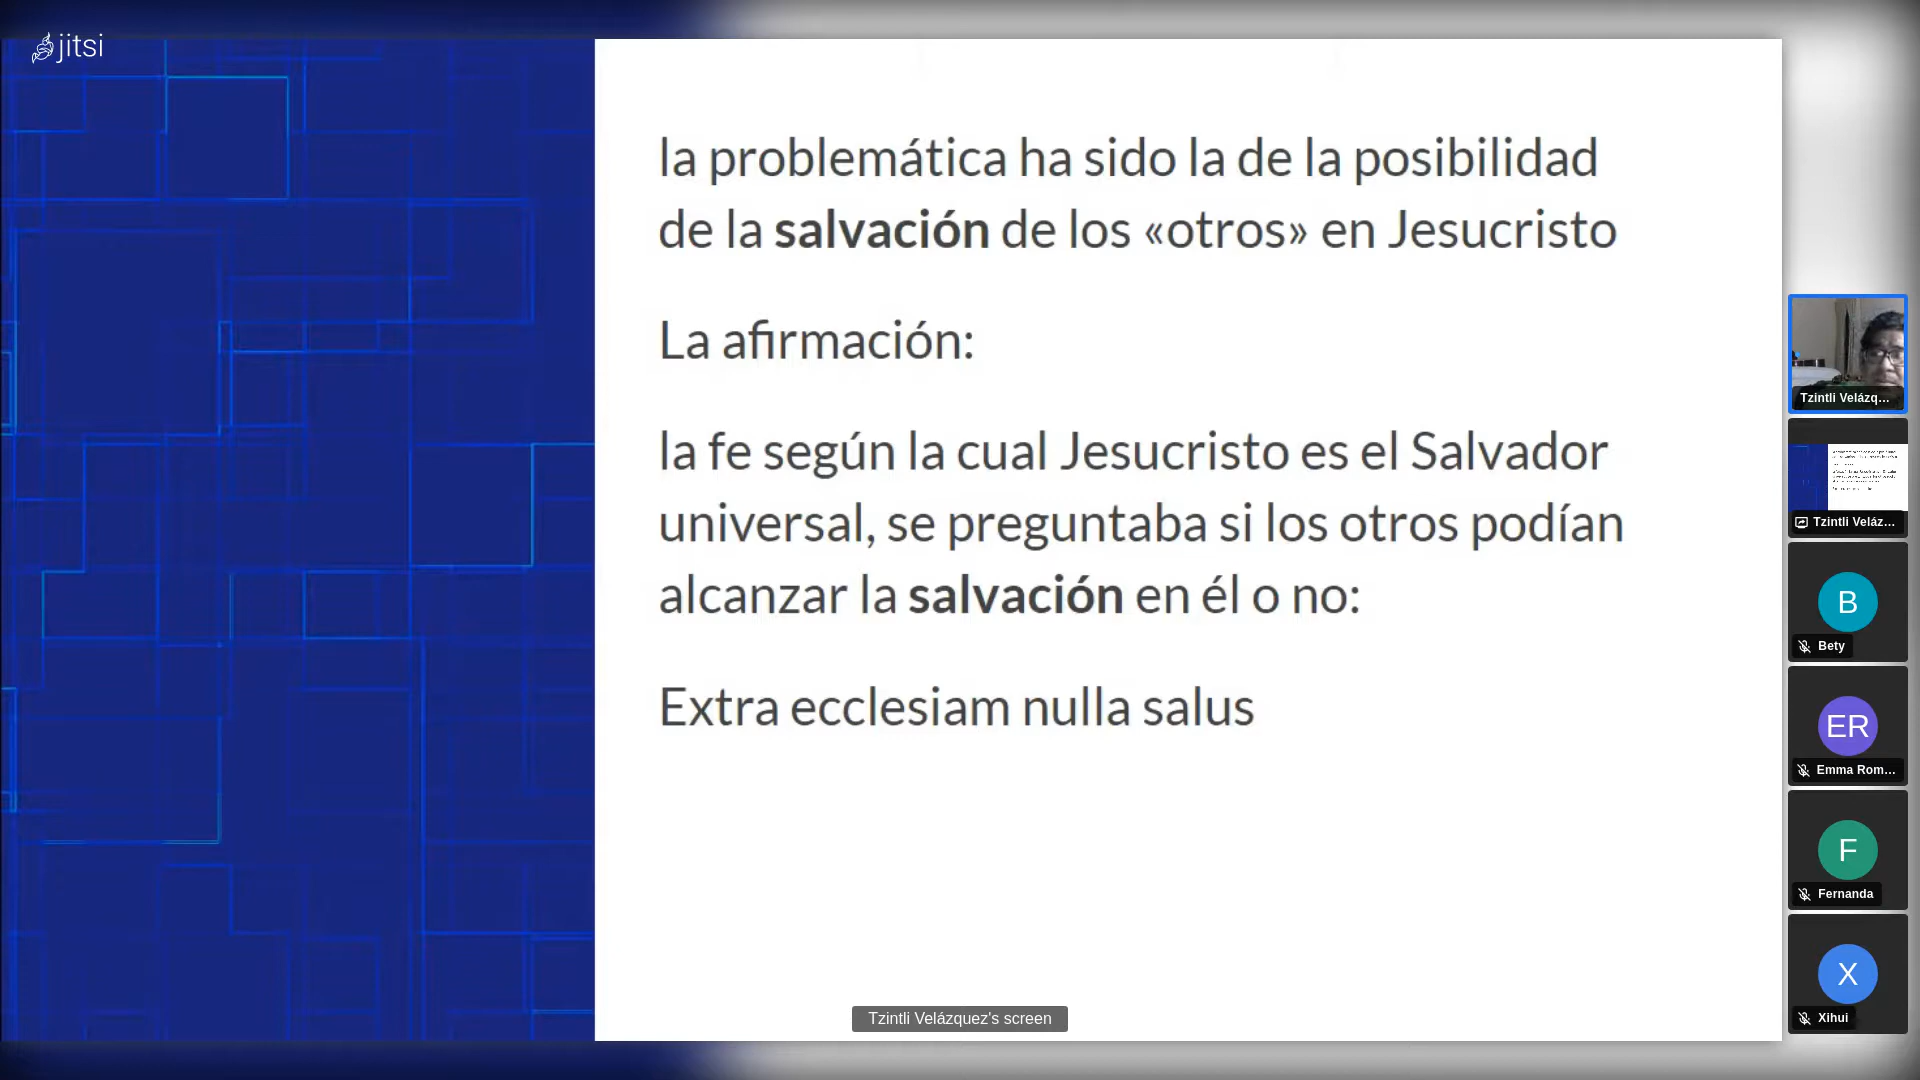 jitsi
la problemática ha sido la de la posibilidad
de la salvación de los «otros» en Jesucristo
La afirmación:
la fe según la cual Jesucristo es el Salvador
universal, se preguntaba si los otros podían
alcanzar la salvación en él o no:
Extra ecclesiam nulla salus
Tzintli Velázquez's screen
Tzintli Velázq...
Tzintli Veláz...
B
Bety
ER
Emma Rom...
F
Fernanda
X
Xihui